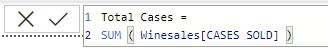 1 Total Cases =
2 SUM ( Winesales[CASES SOLD] )